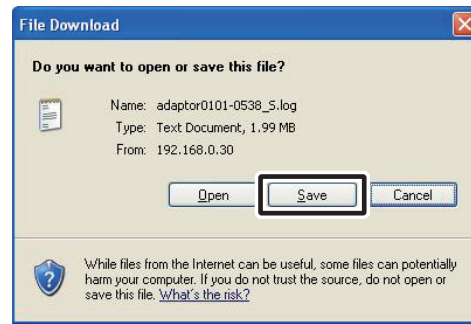 File Download
Do you want to open or save this file?
Name: adaptor0101-0538_S.log
Type: Text Document, 1.99 MB
From: 192.168.0.30
Open Save Cancel
While files from the Internet can be useful, some files can potentially
harm your computer. If you do not trust the source, do not open or
save this file. What's the risk?